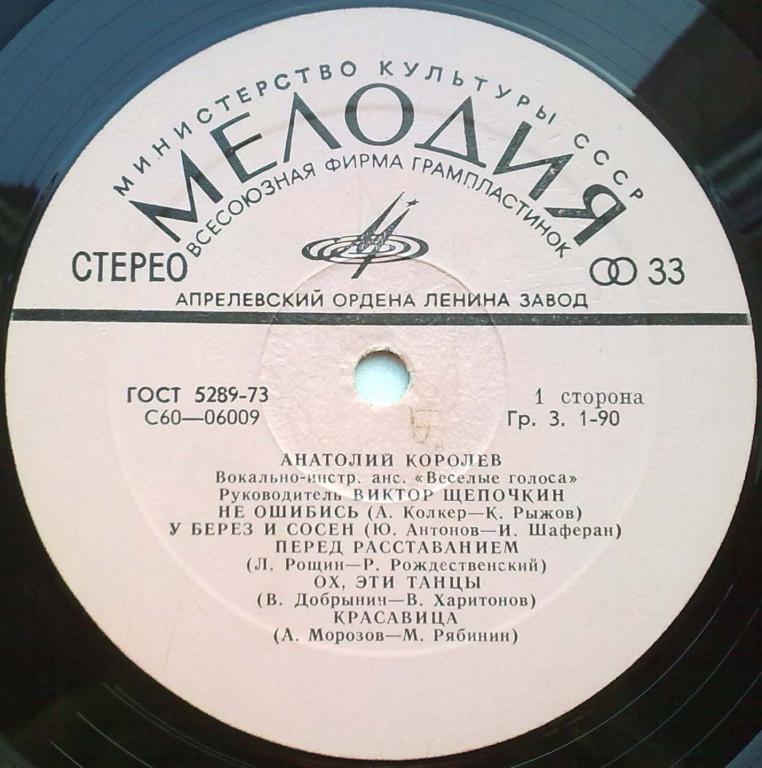 МИНИСТЕРСТВО КУЛЬТУРЫ СССР
МЕЛОДИЯ
ВСЕСОЮЗНАЯ ФИРМА ГРАМПЛАСТИНОК
СТЕРЕО
33
АПРЕЛЕВСКИЙ ОРДЕНА ЛЕНИНА ЗАВОД
ГОСТ 5289-73
С60—06009
1 сторона
Гр. 3. 1-90
АНАТОЛИЙ КОРОЛЕВ
Вокально-инстр. анс. «Веселые голоса»
Руководитель ВИКТОР ЩЕПОЧКИН
НЕ ОШИБИСЬ (А. Колкер—К. Рыжов)
У БЕРЕЗ И СОСЕН (Ю. Антонов—И. Шаферан)
ПЕРЕД РАССТАВАНИЕМ
(Л. Рощин—Р. Рождественский)
ОХ, ЭТИ ТАНЦЫ
(В. Добрынин—В. Харитонов)
КРАСАВИЦА
(А. Морозов—М. Рябинин)